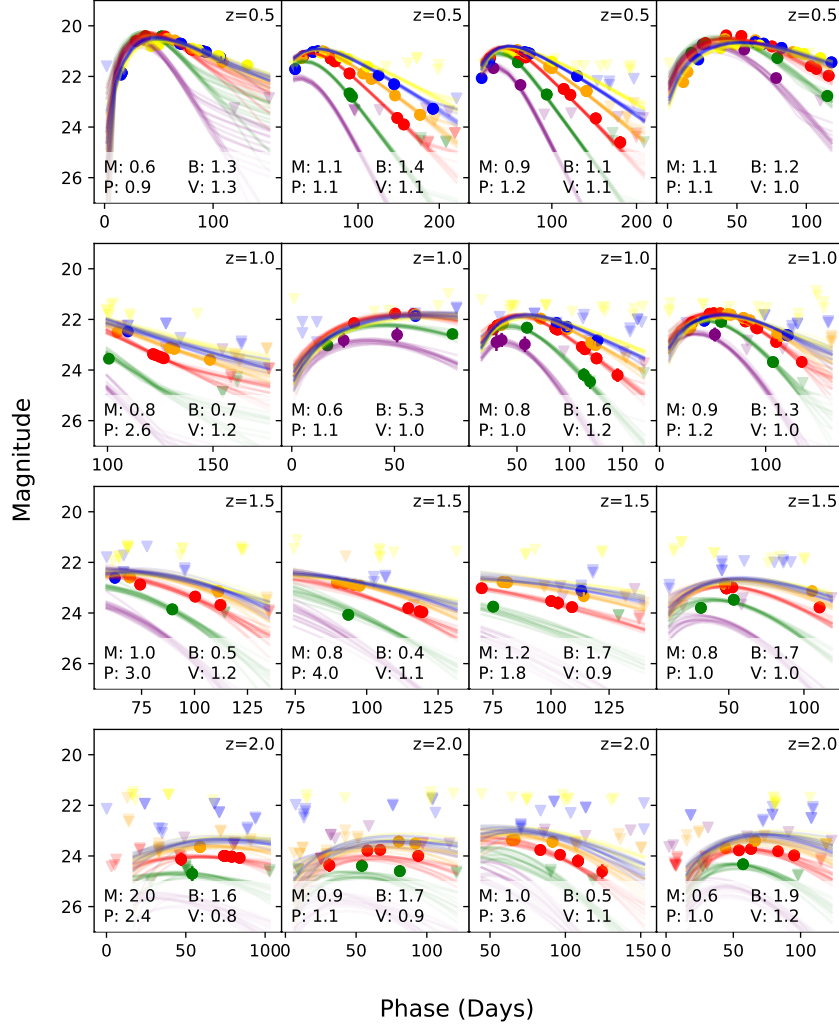 z=0.5 z=0.5 z=0.5 z=0.5
20
22
24
26
M: 0.6 B: 1.3 M: 1.1 B: 1.4 M: 0.9 B: 1.1 M: 1.1 B: 1.2
P: 0.9 V: 1.3 P: 1.1 V: 1.1 P: 1.2 V: 1.1 P: 1.1 V: 1.0
0 100 100 200 0 100 200 0 50 100
z=1.0 z=1.0 z=1.0 z=1.0
20
22
24
26
M: 0.8 B: 0.7 M: 0.6 B: 5.3 M: 0.8 B: 1.6 M: 0.9 B: 1.3
P: 2.6 V: 1.2 P: 1.1 V: 1.0 P: 1.0 V: 1.2 P: 1.2 V: 1.0
100 150 0 50 50 100 150 0 100
Magnitude
z=1.5 z=1.5 z=1.5 z=1.5
20
22
24
26
M: 1.0 B: 0.5 M: 0.8 B: 0.4 M: 1.2 B: 1.7 M: 0.8 B: 1.7
P: 3.0 V: 1.2 P: 4.0 V: 1.1 P: 1.8 V: 0.9 P: 1.0 V: 1.0
75 100 125 75 100 125 75 100 125 50 100
z=2.0 z=2.0 z=2.0 z=2.0
20
22
24
26
M: 2.0 B: 1.6 M: 0.9 B: 1.7 M: 1.0 B: 0.5 M: 0.6 B: 1.9
P: 2.4 V: 0.8 P: 1.1 V: 0.9 P: 3.6 V: 1.1 P: 1.0 V: 1.2
0 50 100 0 50 100 50 100 150 0 50 100
Phase (Days)